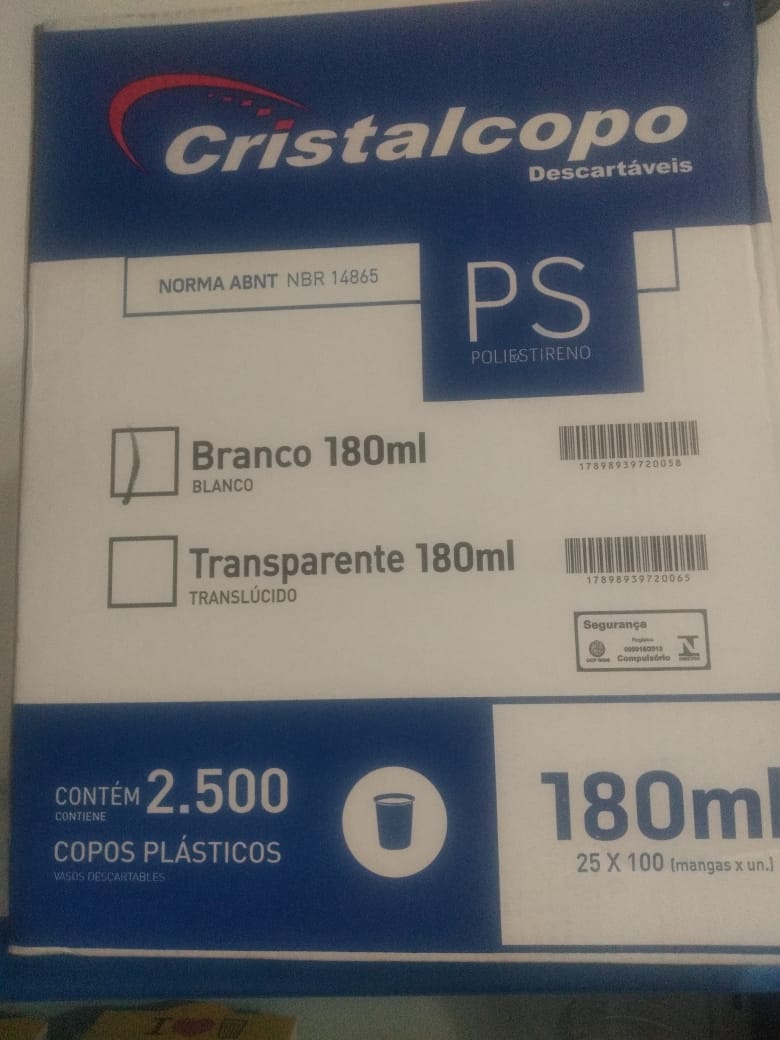 Cristalcopo
Descartáveis
NORMA ABNT NBR 14865
PS
POLIESTIRENO
Branco 180ml
BLANCO
17898939720058
Transparente 180ml
TRANSLÚCIDO
17898939720065
Segurança
Registro
Compulsório
CONTÉM 2.500
CONTIENE
COPOS PLÁSTICOS
VASOS DESCARTABLES
180ml
25 X 100 (mangas x un.)
I